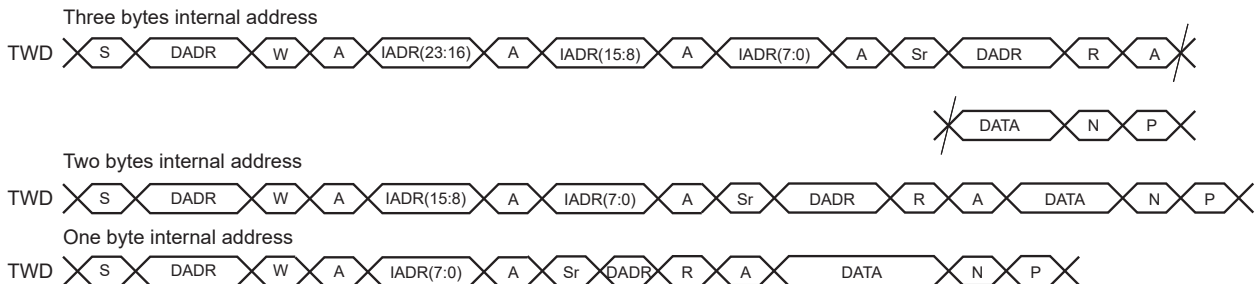 Three bytes internal address
TWD S DADR W A IADR(23:16) A IADR(15:8) A IADR(7:0) A Sr DADR R A
DATA N P
Two bytes internal address
TWD S DADR W A IADR(15:8) A IADR(7:0) A Sr DADR R A DATA N P
One byte internal address
TWD S DADR W A IADR(7:0) A Sr DADR R A DATA N P